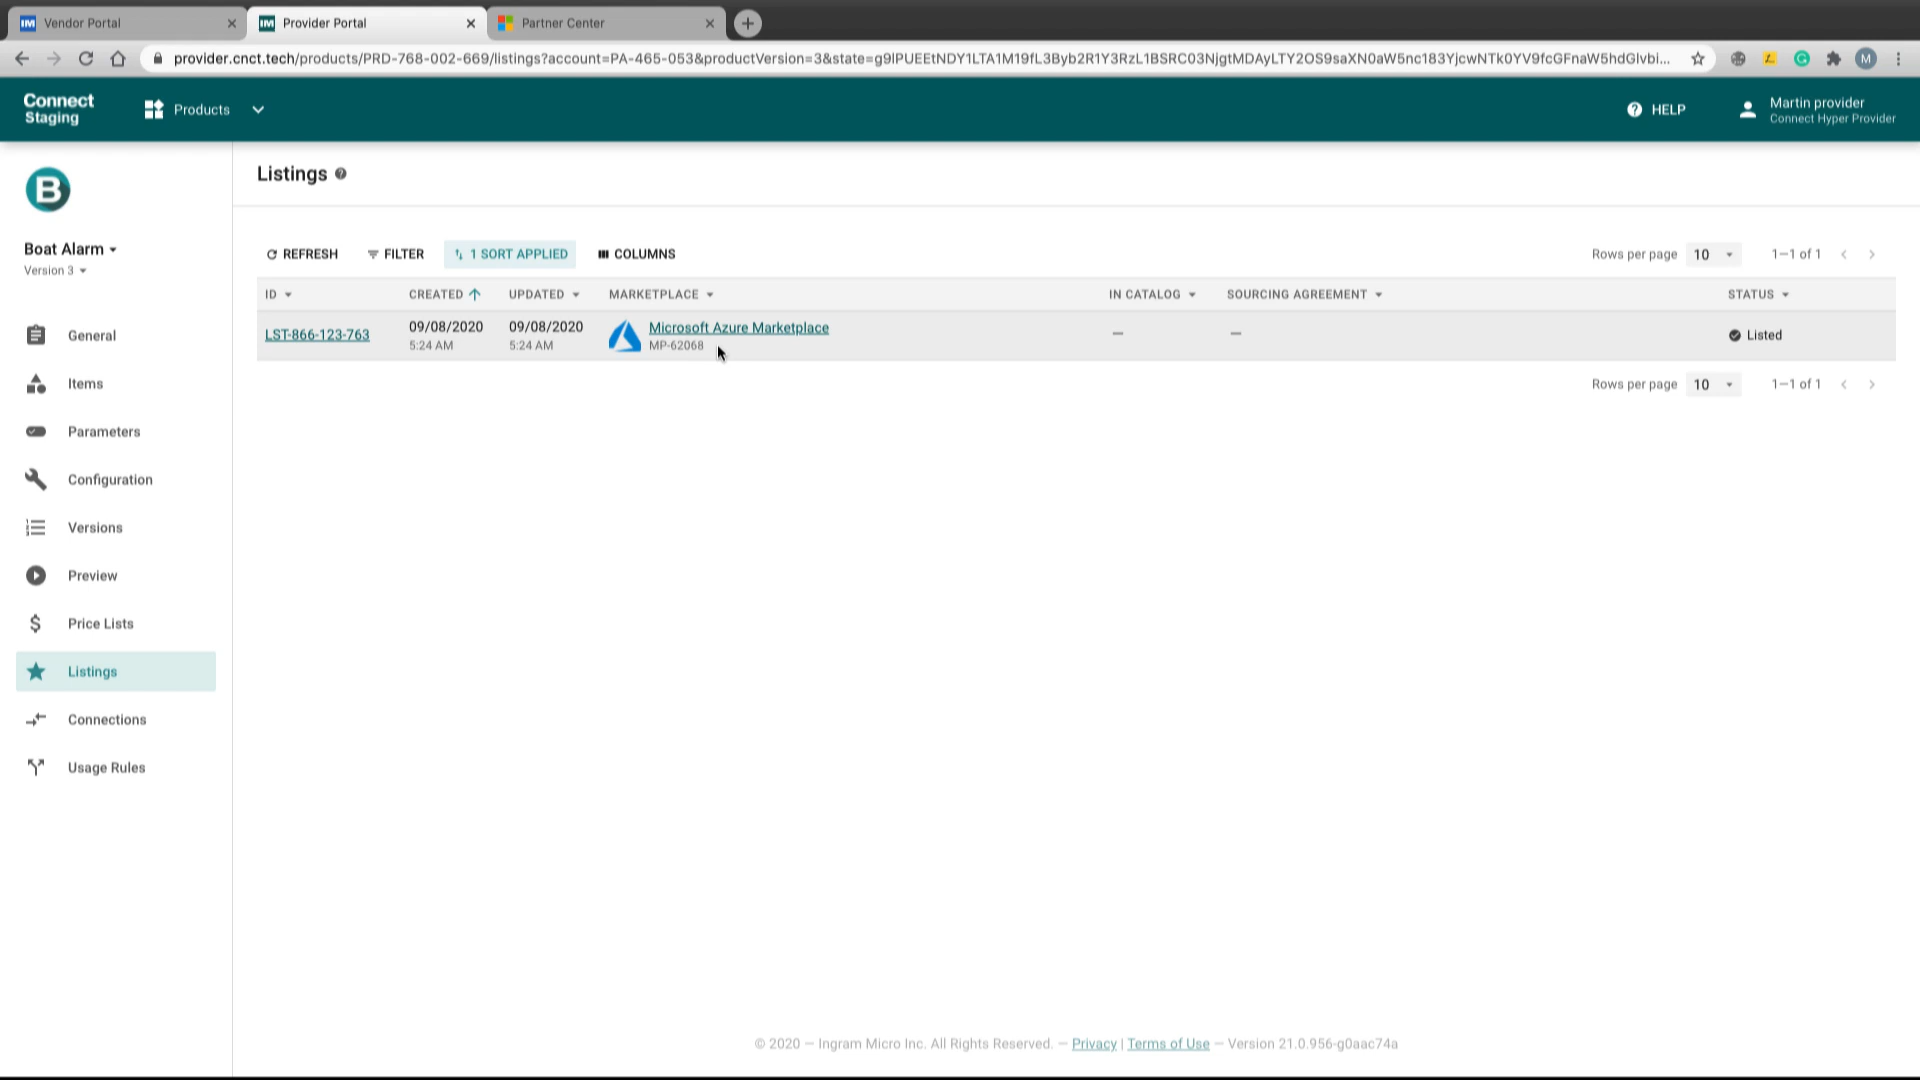 Vendor Portal
Provider Portal
Partner Center
provider.cnct.tech/products/PRD-768-002-669/listings?account=PA-465-053&productVersion=3&state=g9lPUEEtNDY1LTA1M19fL3Byb2R1Y3RzL1BSRC03NjgtMDAyLTY2OS9saXN0aW5nc183YjcwNTk0YV9fcGFnaW5hdGlvbi...
M
Connect
Staging
Products
HELP
Martin provider
Connect Hyper Provider
B
Boat Alarm
Version 3
General
Items
Parameters
Configuration
Versions
Preview
Price Lists
Listings
Connections
Usage Rules
Listings
REFRESH
FILTER
1 SORT APPLIED
COLUMNS
Rows per page 10 1–1 of 1
ID CREATED UPDATED MARKETPLACE IN CATALOG SOURCING AGREEMENT STATUS
LST-866-123-763 09/08/2020 09/08/2020 Microsoft Azure Marketplace — — Listed
5:24 AM 5:24 AM MP-62068
Rows per page 10 1–1 of 1
© 2020 — Ingram Micro Inc. All Rights Reserved. — Privacy | Terms of Use — Version 21.0.956-g0aac74a